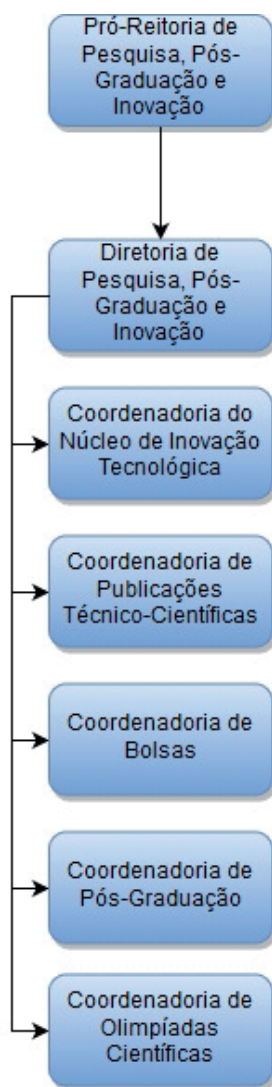 Pró-Reitoria de
Pesquisa, Pós-
Graduação e
Inovação
Diretoria de
Pesquisa, Pós-
Graduação e
Inovação
Coordenadoria do
Núcleo de Inovação
Tecnológica
Coordenadoria de
Publicações
Técnico-Científicas
Coordenadoria de
Bolsas
Coordenadoria de
Pós-Graduação
Coordenadoria de
Olimpíadas
Científicas